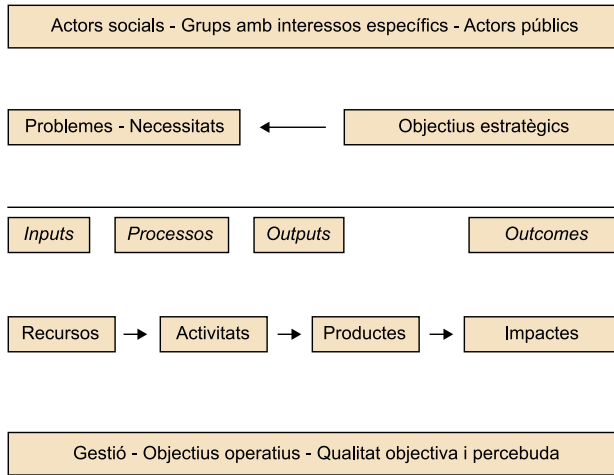 Actors socials - Grups amb interessos específics - Actors públics
Problemes - Necessitats
Objectius estratègics
Inputs
Processos
Outputs
Outcomes
Recursos
Activitats
Productes
Impactes
Gestió - Objectius operatius - Qualitat objectiva i percebuda